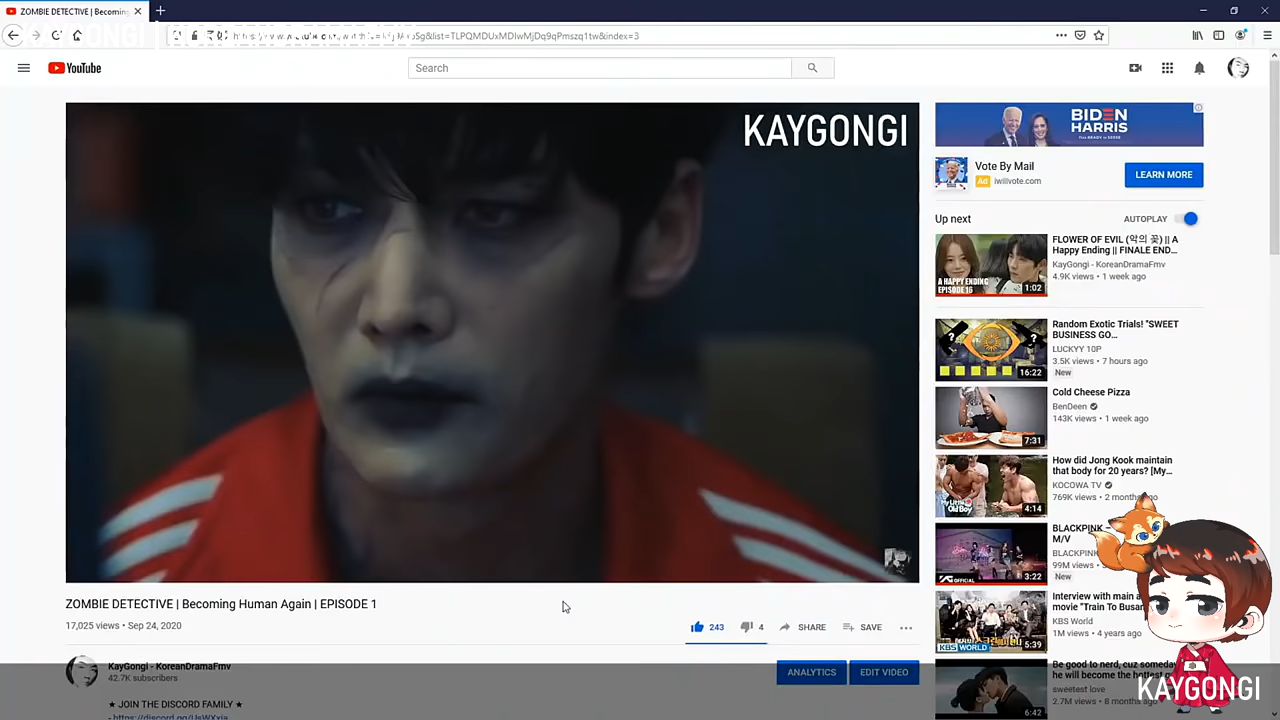 ZOMBIE DETECTIVE | Becoming
KAYGONGI
YouTube
Search
KAYGONGI
BIDEN
HARRIS
Vote By Mail
Ad iwillvote.com
LEARN MORE
Up next
AUTOPLAY
FLOWER OF EVIL (악의 꽃) || A
Happy Ending || FINALE END...
KayGongi - KoreanDramaFmv
4.9K views • 1 week ago
A HAPPY ENDING
EPISODE 16
1:02
Random Exotic Trials! "SWEET
BUSINESS GO...
LUCKYY 10P
3.5K views • 7 hours ago
New
16:22
Cold Cheese Pizza
BenDeen
143K views • 1 week ago
7:31
How did Jong Kook maintain
that body for 20 years? [My...
KOCOWA TV
769K views • 2 months ago
My Little
Old Boy
4:14
BLACKPINK –
M/V
BLACKPINK
99M views •
New
OFFICIAL
3:22
Interview with main a
movie "Train To Busan
KBS World
1M views • 4 years ago
KBS WORLD
5:39
Be good to nerd, cuz someday
he will become the hottest
sweetest love
2.7M views • 8 months ago
6:42
ZOMBIE DETECTIVE | Becoming Human Again | EPISODE 1
17,025 views • Sep 24, 2020
243
4
SHARE
SAVE
KayGongi - KoreanDramaFmv
42.7K subscribers
ANALYTICS
EDIT VIDEO
★ JOIN THE DISCORD FAMILY ★
KAYGONGI